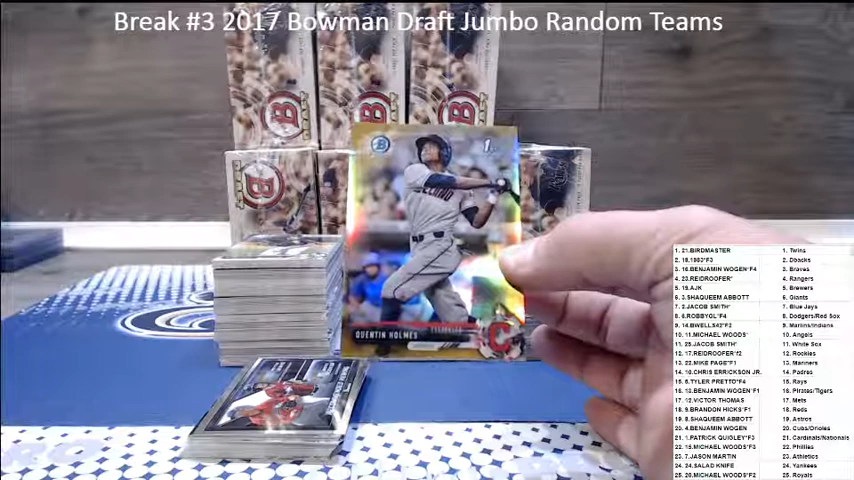 Break #3 2017 Bowman Draft Jumbo Random Teams
1st
QUENTIN HOLMES
1. 21.BIRDMASTER 1. Twins
2. 18.1983*F3 2. Dbacks
3. 16.BENJAMIN WOGEN*F4 3. Braves
4. 23.REIDROOFER* 4. Rangers
5. 19.AJK 5. Brewers
6. 3.SHAQUEEM ABBOTT 6. Giants
7. 2.JACOB SMITH* 7. Blue Jays
8. 6.ROBBYOL*F4 8. Dodgers/Red Sox
9. 14.BWELLS43*F2 9. Marlins/Indians
10. 11.MICHAEL WOODS* 10. Angels
11. 25.JACOB SMITH* 11. White Sox
12. 17.REIDROOFER*f2 12. Rockies
13. 22.MIKE PAGE*F1 13. Mariners
14. 10.CHRIS ERRICKSON JR. 14. Padres
15. 8.TYLER PRETTO*F4 15. Rays
16. 13.BENJAMIN WOGEN*F1 16. Pirates/Tigers
17. 12.VICTOR THOMAS 17. Mets
18. 9.BRANDON HICKS*F1 18. Reds
19. 5.SHAQUEEM ABBOTT 19. Astros
20. 4.BENJAMIN WOGEN 20. Cubs/Orioles
21. 1.PATRICK QUIGLEY*F3 21. Cardinals/Nationals
22. 15.MICHAEL WOODS*F3 22. Phillies
23. 7.JASON MARTIN 23. Athletics
24. 24.SALAD KNIFE 24. Yankees
25. 20.MICHAEL WOODS*F2 25. Royals